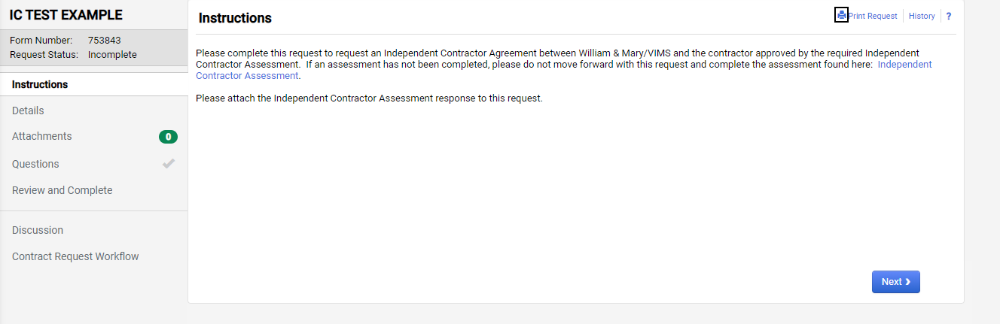 IC TEST EXAMPLE
Form Number: 753843
Request Status: Incomplete
Instructions
Details
Attachments 0
Questions
Review and Complete
Discussion
Contract Request Workflow
Instructions
Print Request History ?
Please complete this request to request an Independent Contractor Agreement between William & Mary/VIMS and the contractor approved by the required Independent
Contractor Assessment. If an assessment has not been completed, please do not move forward with this request and complete the assessment found here: Independent
Contractor Assessment.
Please attach the Independent Contractor Assessment response to this request.
Next ›